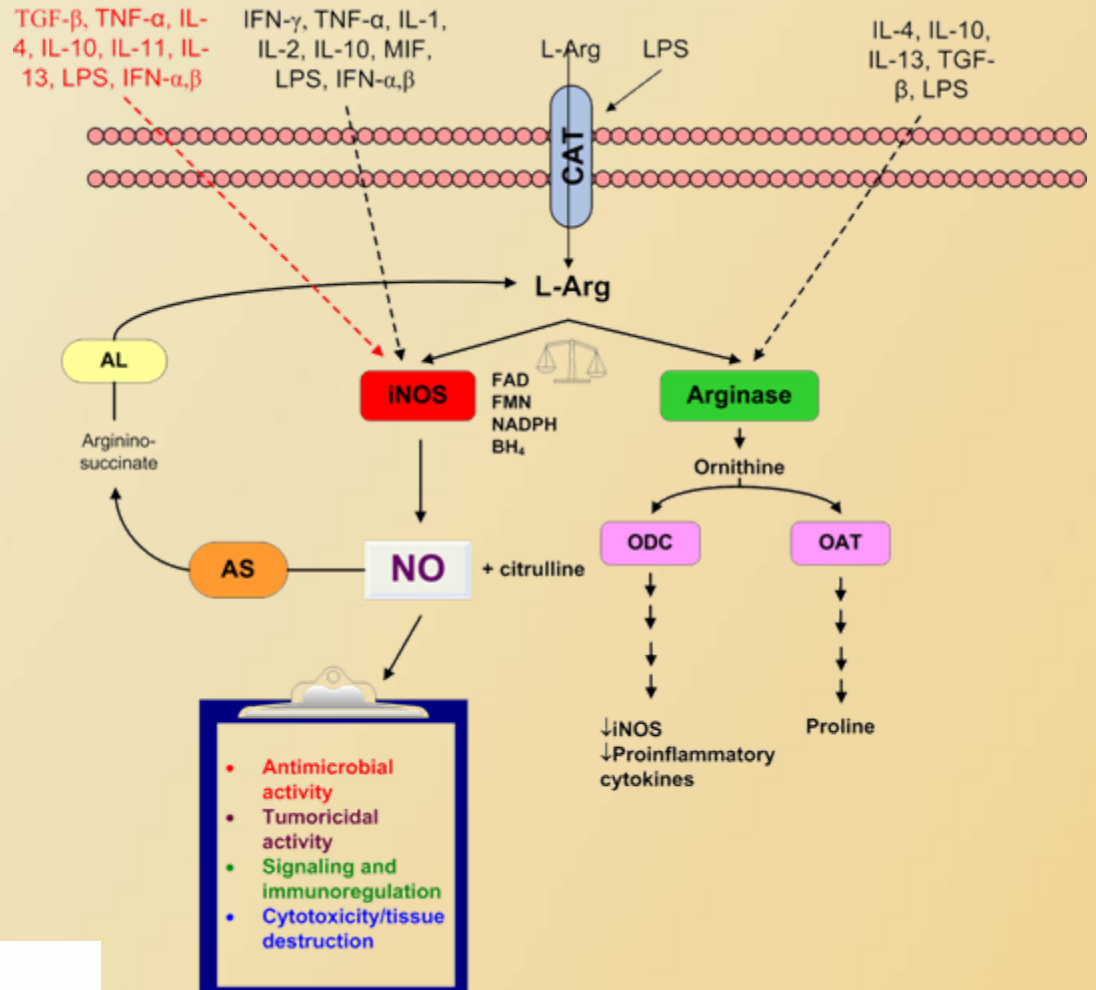 TGF-β, TNF-α, IL-
4, IL-10, IL-11, IL-
13, LPS, IFN-α,β
IFN-γ, TNF-α, IL-1,
IL-2, IL-10, MIF,
LPS, IFN-α,β
L-Arg
LPS
IL-4, IL-10,
IL-13, TGF-
β, LPS
CAT
L-Arg
AL
iNOS
FAD
FMN
NADPH
BH₄
Arginase
Arginino-
succinate
Ornithine
ODC
OAT
AS
NO
+ citrulline
↓iNOS
↓Proinflammatory
cytokines
Proline
• Antimicrobial
activity
• Tumoricidal
activity
• Signaling and
immunoregulation
• Cytotoxicity/tissue
destruction